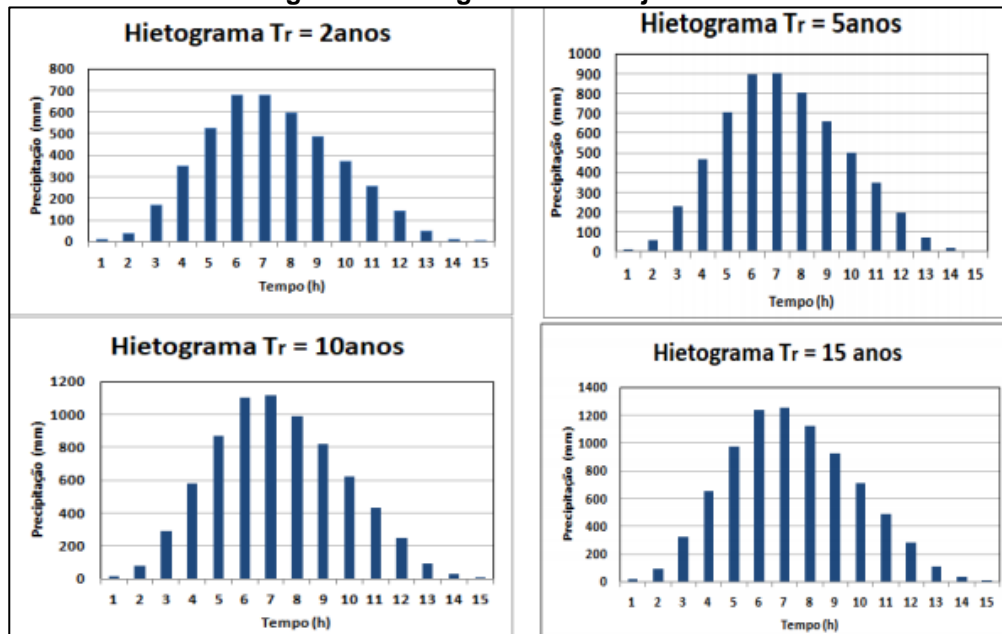 Hietograma Tr = 2anos
Precipitação (mm)
800
700
600
500
400
300
200
100
0
1 2 3 4 5 6 7 8 9 10 11 12 13 14 15
Tempo (h)
Hietograma Tr = 5anos
Precipitação (mm)
1000
900
800
700
600
500
400
300
200
100
0
1 2 3 4 5 6 7 8 9 10 11 12 13 14 15
Tempo (h)
Hietograma Tr = 10anos
Precipitação (mm)
1200
1000
800
600
400
200
0
1 2 3 4 5 6 7 8 9 10 11 12 13 14 15
Tempo (h)
Hietograma Tr = 15 anos
Precipitação (mm)
1400
1200
1000
800
600
400
200
0
1 2 3 4 5 6 7 8 9 10 11 12 13 14 15
Tempo (h)